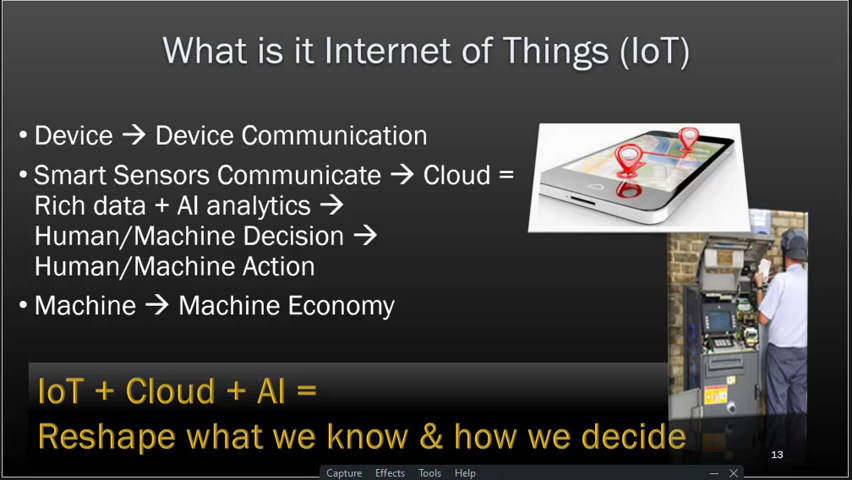 What is it Internet of Things (IoT)
• Device → Device Communication
• Smart Sensors Communicate → Cloud =
Rich data + AI analytics →
Human/Machine Decision →
Human/Machine Action
• Machine → Machine Economy
IoT + Cloud + AI =
Reshape what we know & how we decide
13
Capture Effects Tools Help